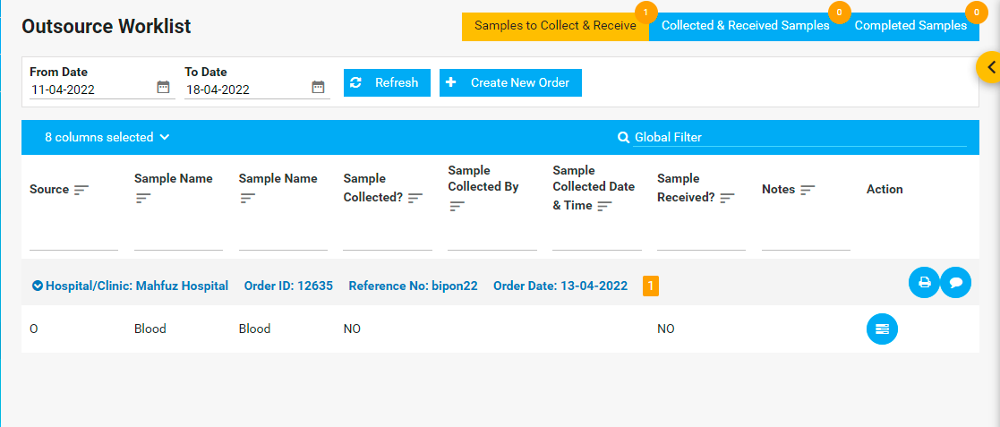 Outsource Worklist
Samples to Collect & Receive
1
Collected & Received Samples
0
Completed Samples
0
From Date
11-04-2022
To Date
18-04-2022
Refresh
Create New Order
8 columns selected
Global Filter
Source
Sample Name
Sample Name
Sample
Collected?
Sample
Collected By
Sample
Collected Date
& Time
Sample
Received?
Notes
Action
Hospital/Clinic: Mahfuz Hospital Order ID: 12635 Reference No: bipon22 Order Date: 13-04-2022 1
O Blood Blood NO NO